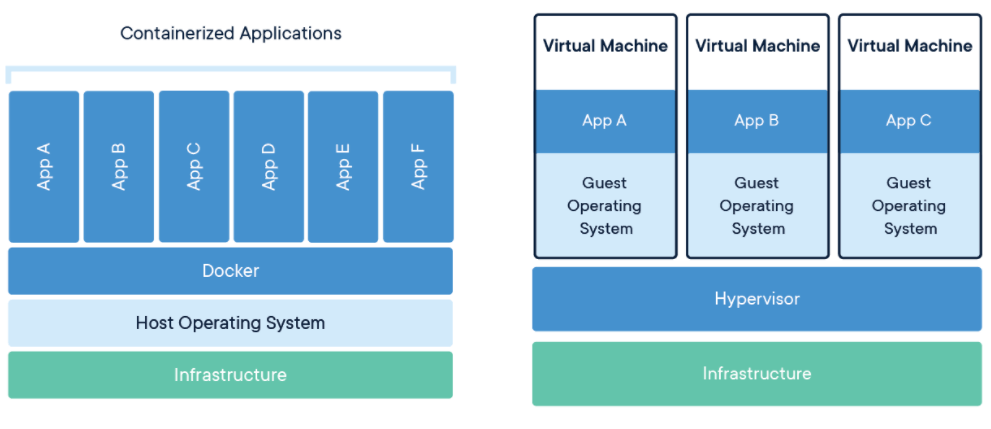 Containerized Applications
App A
App B
App C
App D
App E
App F
Docker
Host Operating System
Infrastructure
Virtual Machine
App A
Guest
Operating
System
Virtual Machine
App B
Guest
Operating
System
Virtual Machine
App C
Guest
Operating
System
Hypervisor
Infrastructure